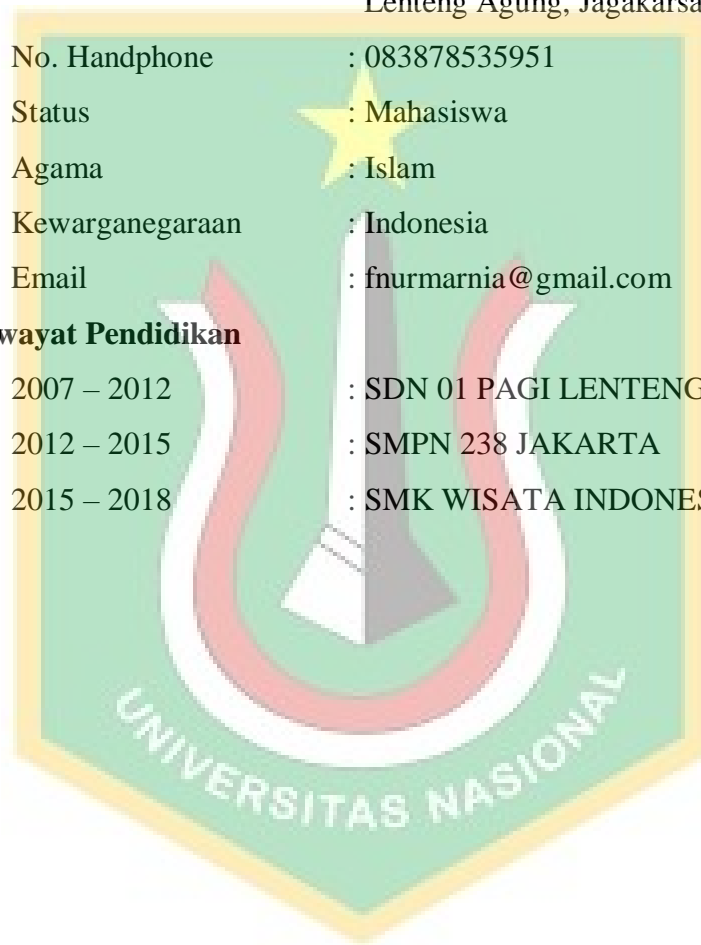 Lenteng Agung, Jagakarsa
No. Handphone : 083878535951
Status : Mahasiswa
Agama : Islam
Kewarganegaraan : Indonesia
Email : fnurmarnia@gmail.com
wayat Pendidikan
2007 – 2012 : SDN 01 PAGI LENTENG
2012 – 2015 : SMPN 238 JAKARTA
2015 – 2018 : SMK WISATA INDONES
UNIVERSITAS NASIONAL